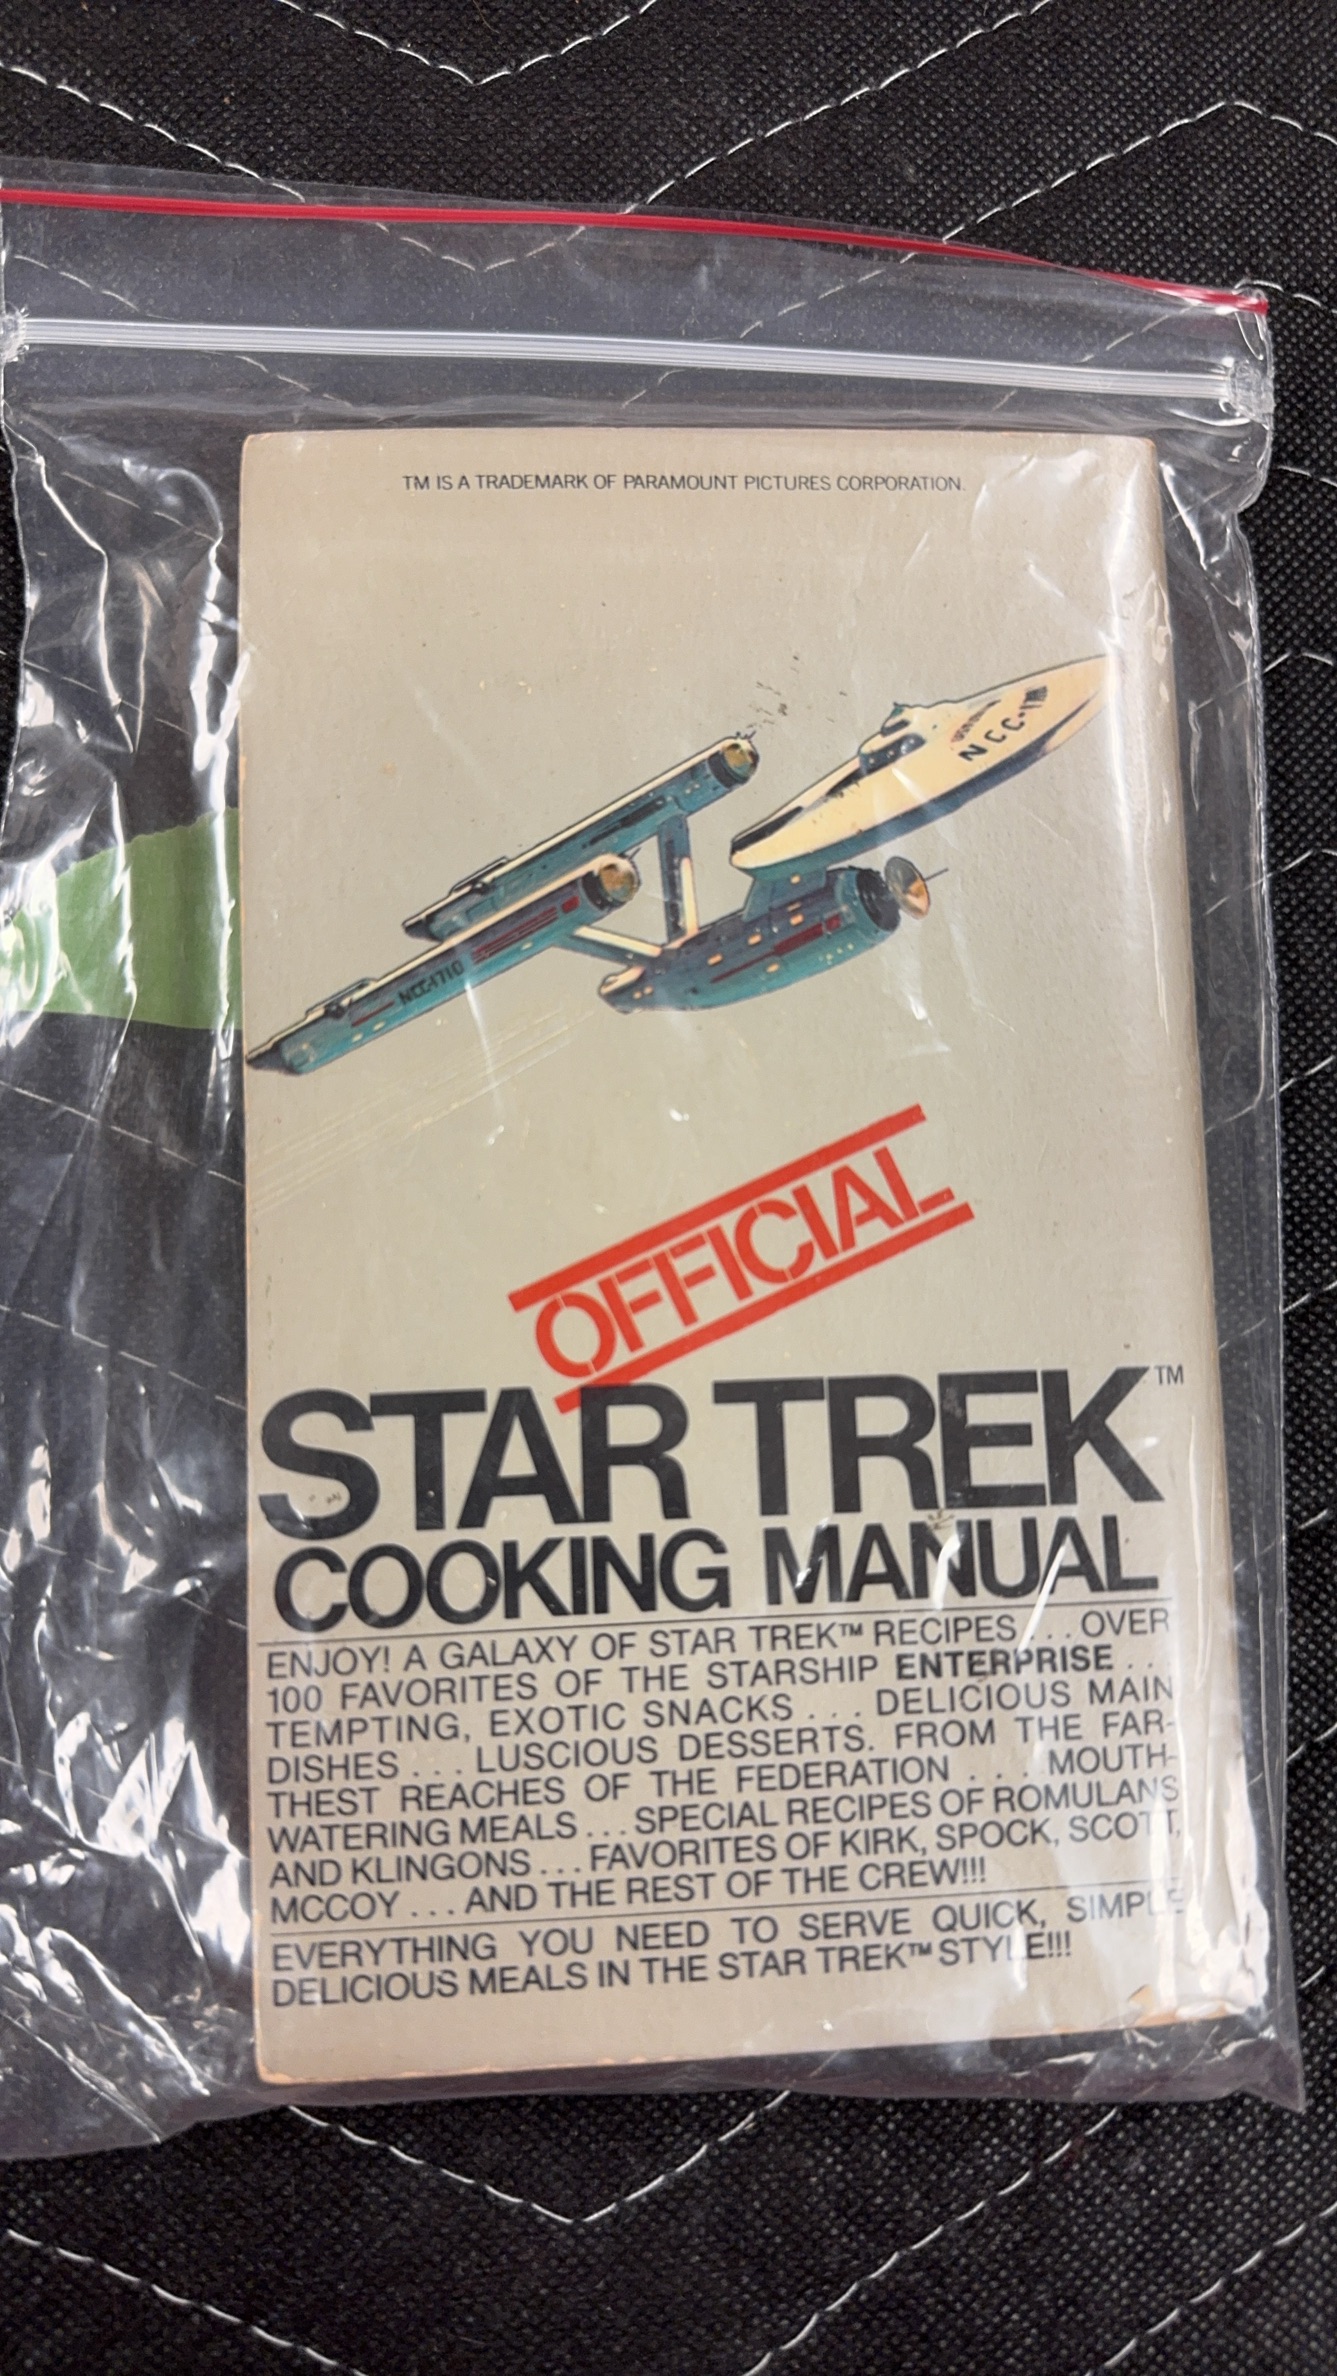 TM IS A TRADEMARK OF PARAMOUNT PICTURES CORPORATION.
NCC-1710
OFFICIAL
STAR TREK™
COOKING MANUAL
ENJOY! A GALAXY OF STAR TREK™ RECIPES . . . OVER
100 FAVORITES OF THE STARSHIP ENTERPRISE . . .
TEMPTING, EXOTIC SNACKS . . . DELICIOUS MAIN
DISHES . . . LUSCIOUS DESSERTS. FROM THE FAR-
THEST REACHES OF THE FEDERATION . . . MOUTH-
WATERING MEALS . . . SPECIAL RECIPES OF ROMULANS
AND KLINGONS . . . FAVORITES OF KIRK, SPOCK, SCOTT,
MCCOY . . . AND THE REST OF THE CREW!!!
EVERYTHING YOU NEED TO SERVE QUICK, SIMPLE
DELICIOUS MEALS IN THE STAR TREK™ STYLE!!!